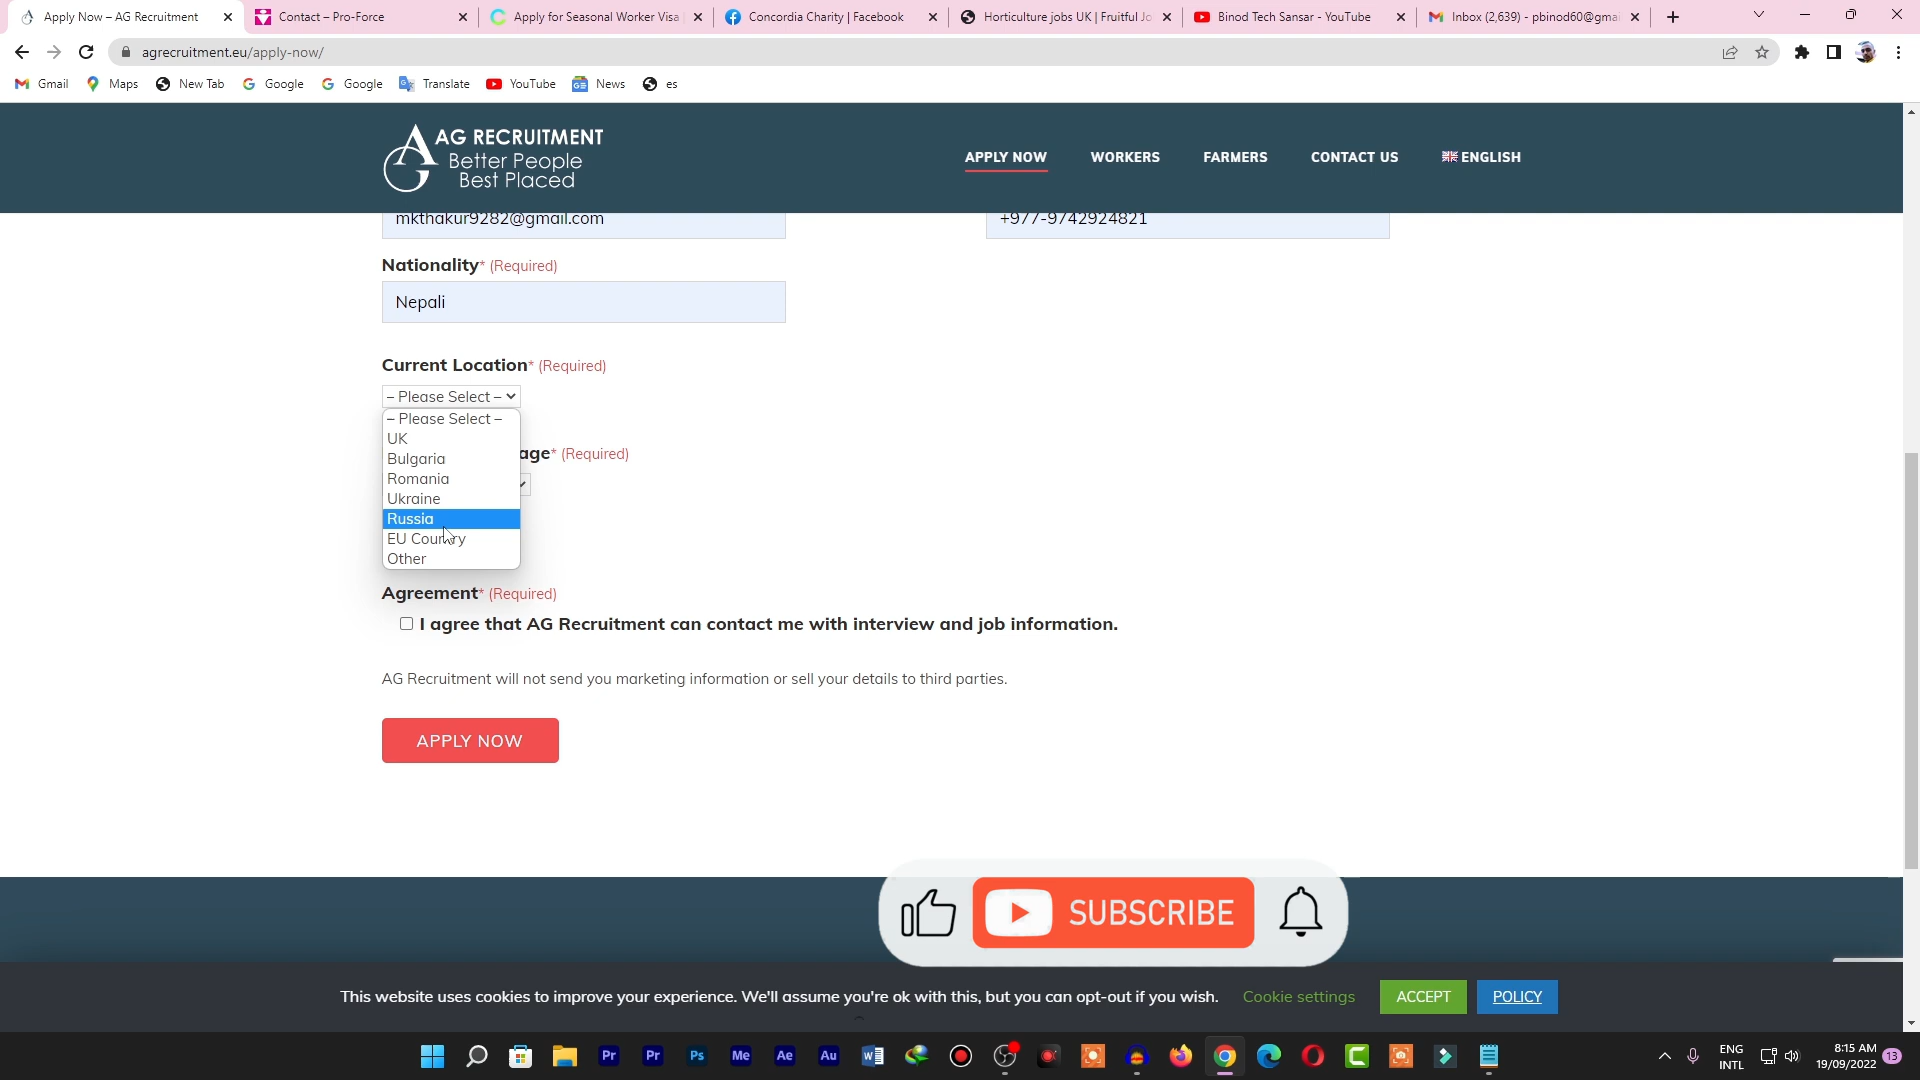 Apply Now – AG Recruitment
Contact – Pro-Force
Apply for Seasonal Worker Visa
Concordia Charity | Facebook
Horticulture jobs UK | Fruitful Jo
Binod Tech Sansar - YouTube
Inbox (2,639) - pbinod60@gmai
agrecruitment.eu/apply-now/
Gmail
Maps
New Tab
Google
Google
Translate
YouTube
News
es
AG RECRUITMENT
Better People
Best Placed
APPLY NOW
WORKERS
FARMERS
CONTACT US
ENGLISH
mkthakur9282@gmail.com
+977-9742924821
Nationality* (Required)
Nepali
Current Location* (Required)
– Please Select –
– Please Select –
UK
Bulgaria
age* (Required)
Romania
Ukraine
Russia
EU Country
Other
Agreement* (Required)
I agree that AG Recruitment can contact me with interview and job information.
AG Recruitment will not send you marketing information or sell your details to third parties.
APPLY NOW
SUBSCRIBE
This website uses cookies to improve your experience. We'll assume you're ok with this, but you can opt-out if you wish.
Cookie settings
ACCEPT
POLICY
Pr
Pr
Ps
Me
Ae
Au
ENG
INTL
8:15 AM
19/09/2022
13